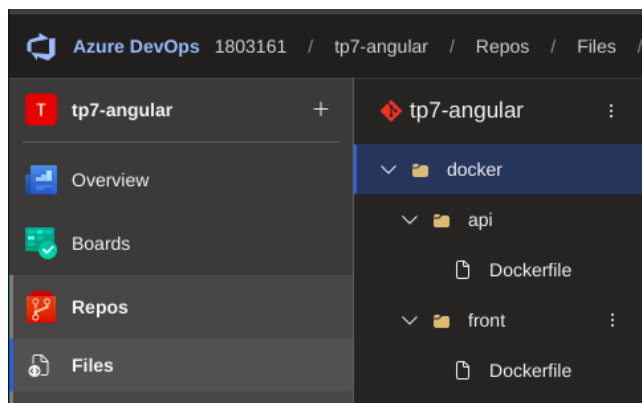 Azure DevOps 1803161 / tp7-angular / Repos / Files /
T tp7-angular +
Overview
Boards
Repos
Files
tp7-angular
docker
api
Dockerfile
front
Dockerfile